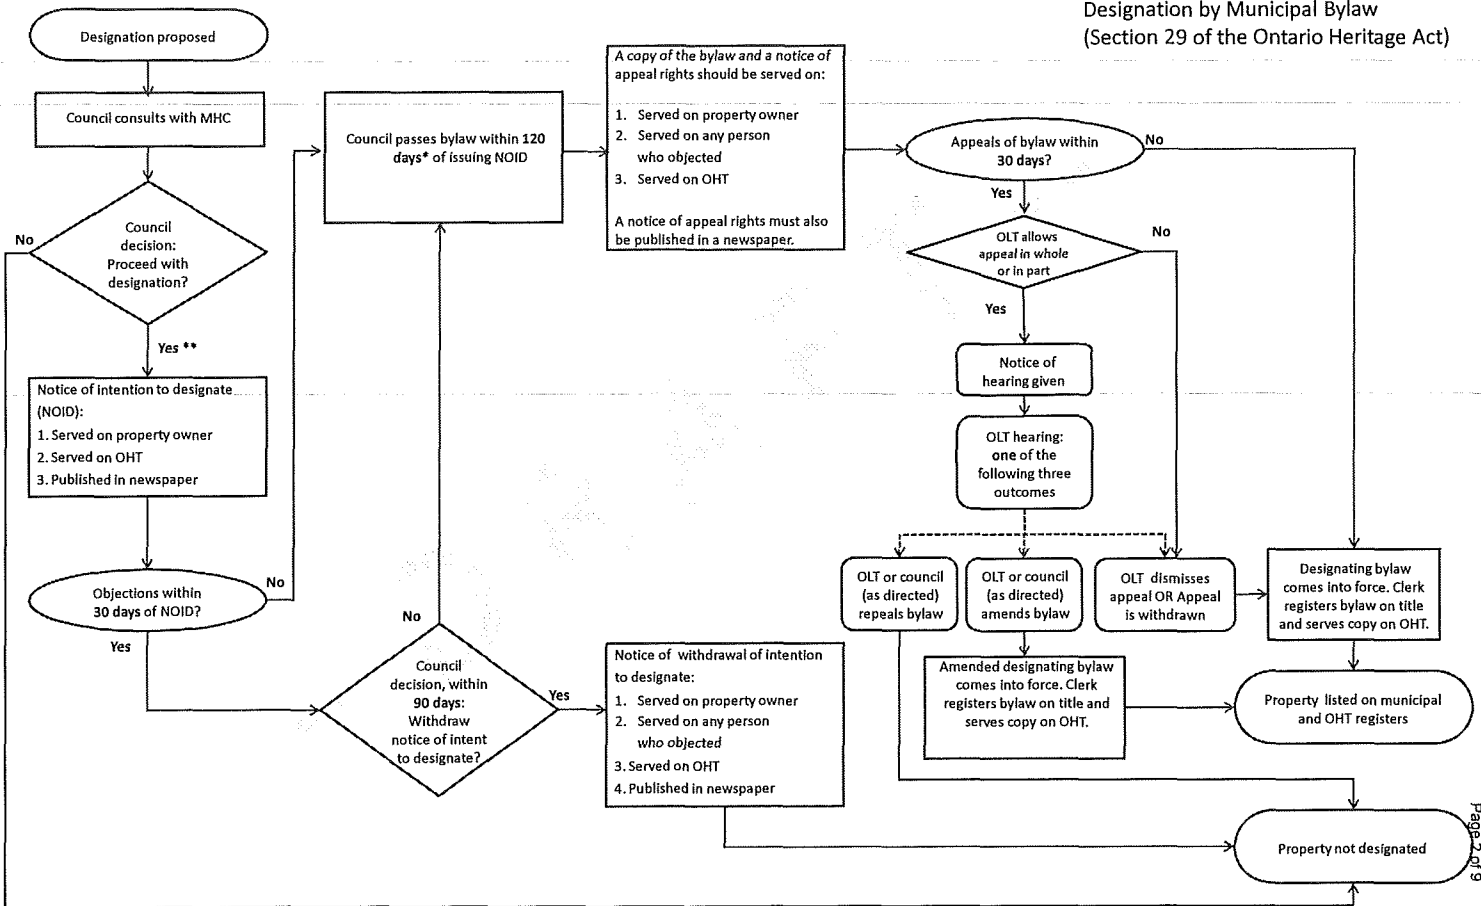 Designation by Municipal Bylaw
(Section 29 of the Ontario Heritage Act)
Designation proposed
Council consults with MHC
Council
decision:
Proceed with
designation?
No
Yes **
Notice of intention to designate
(NOID):
1. Served on property owner
2. Served on OHT
3. Published in newspaper
Objections within
30 days of NOID?
No
Yes
Council passes bylaw within 120
days* of issuing NOID
No
Council
decision, within
90 days:
Withdraw
notice of intent
to designate?
Yes
A copy of the bylaw and a notice of
appeal rights should be served on:
1. Served on property owner
2. Served on any person
who objected
3. Served on OHT
A notice of appeal rights must also
be published in a newspaper.
Notice of withdrawal of intention
to designate:
1. Served on property owner
2. Served on any person
who objected
3. Served on OHT
4. Published in newspaper
Appeals of bylaw within
30 days?
No
Yes
OLT allows
appeal in whole
or in part
No
Yes
Notice of
hearing given
OLT hearing:
one of the
following three
outcomes
OLT or council
(as directed)
repeals bylaw
OLT or council
(as directed)
amends bylaw
OLT dismisses
appeal OR Appeal
is withdrawn
Designating bylaw
comes into force. Clerk
registers bylaw on title
and serves copy on OHT.
Amended designating bylaw
comes into force. Clerk
registers bylaw on title and
serves copy on OHT.
Property listed on municipal
and OHT registers
Property not designated
Page 2 of 9